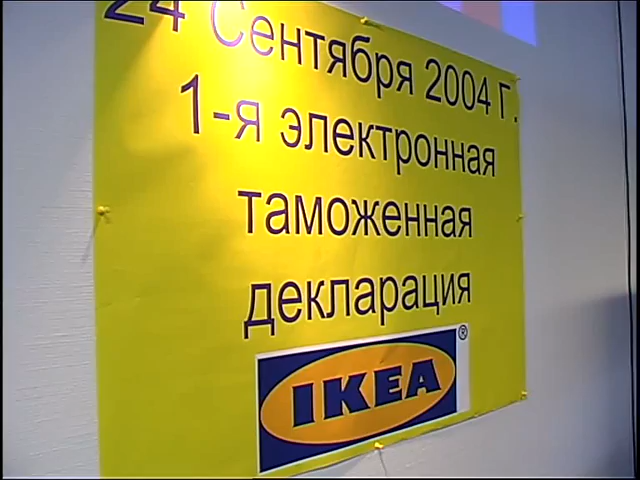 24 Сентября 2004 Г.
1-я электронная
таможенная
декларация
IKEA®